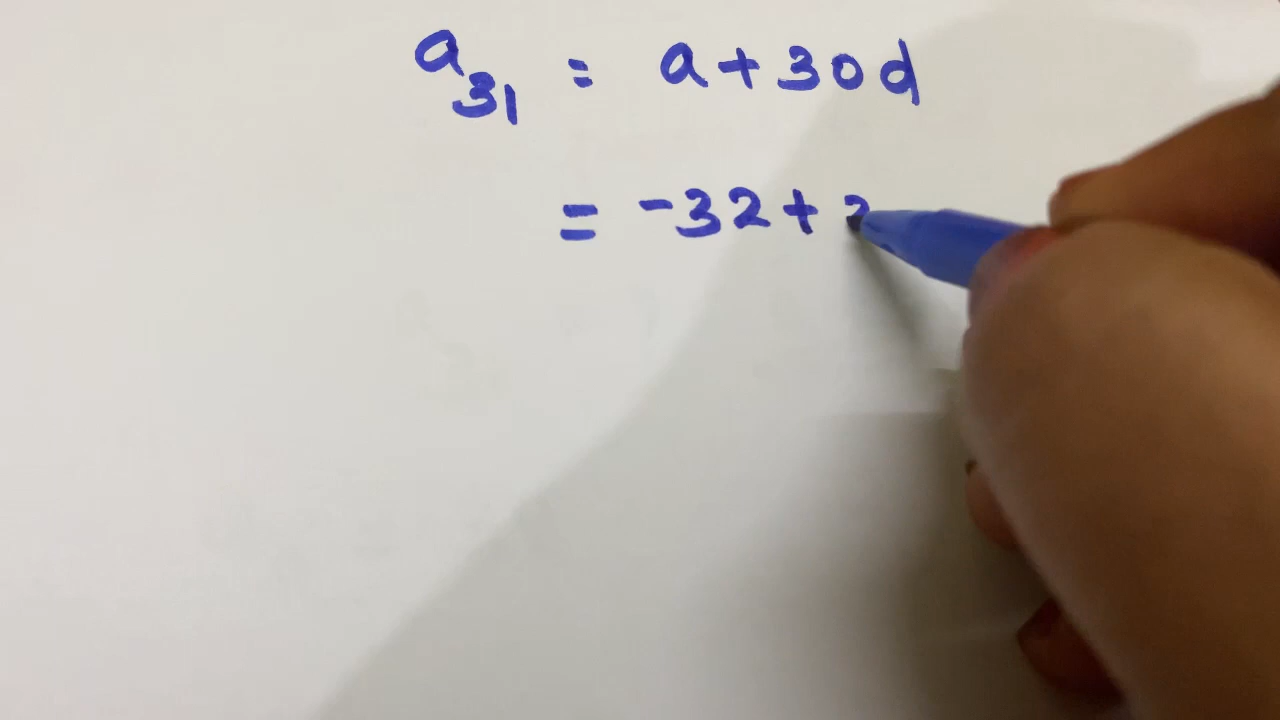 a₃₁ = a+30d
= -32+